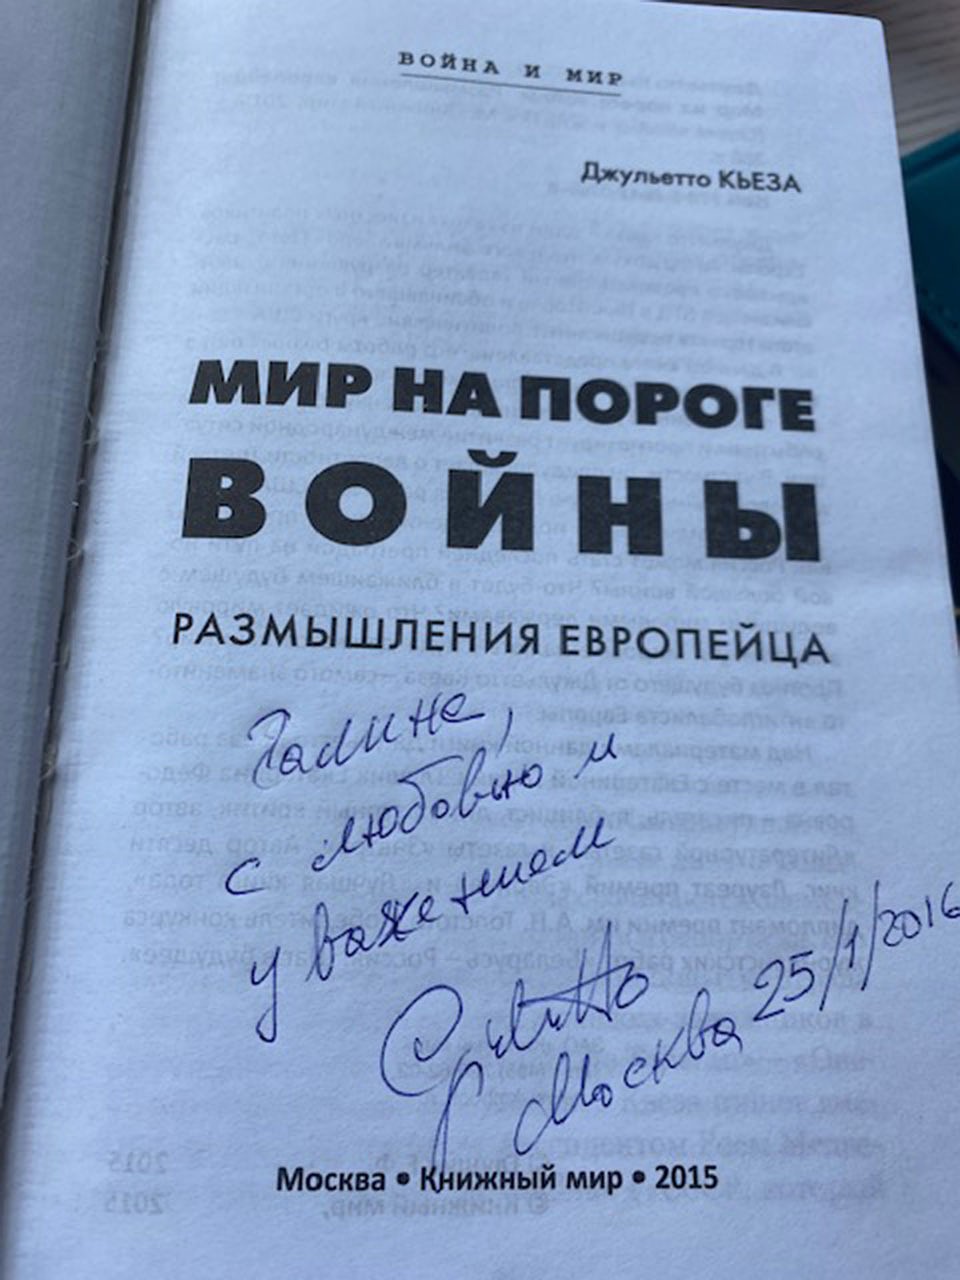 ВОЙНА И МИР
Джульетто КЬЕЗА
МИР НА ПОРОГЕ
ВОЙНЫ
РАЗМЫШЛЕНИЯ ЕВРОПЕЙЦА
Галине,
с любовью и
уважением
Giulietto
Москва 25/1/2016
Москва • Книжный мир • 2015